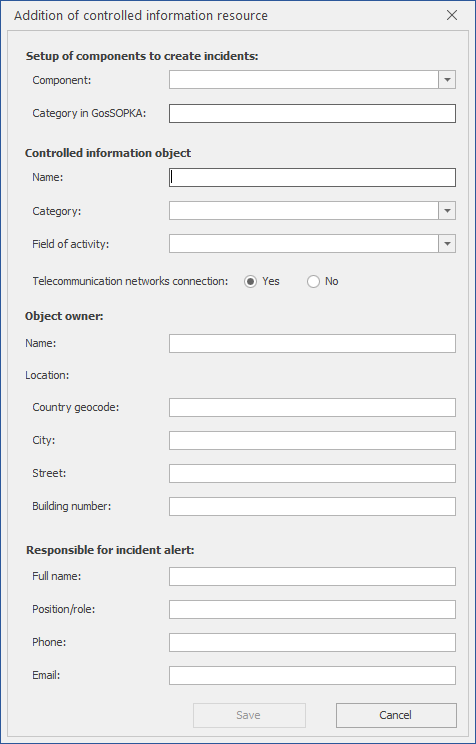 Addition of controlled information resource
Setup of components to create incidents:
Component:
Category in GosSOPKA:
Controlled information object
Name:
Category:
Field of activity:
Telecommunication networks connection: Yes No
Object owner:
Name:
Location:
Country geocode:
City:
Street:
Building number:
Responsible for incident alert:
Full name:
Position/role:
Phone:
Email:
Save Cancel